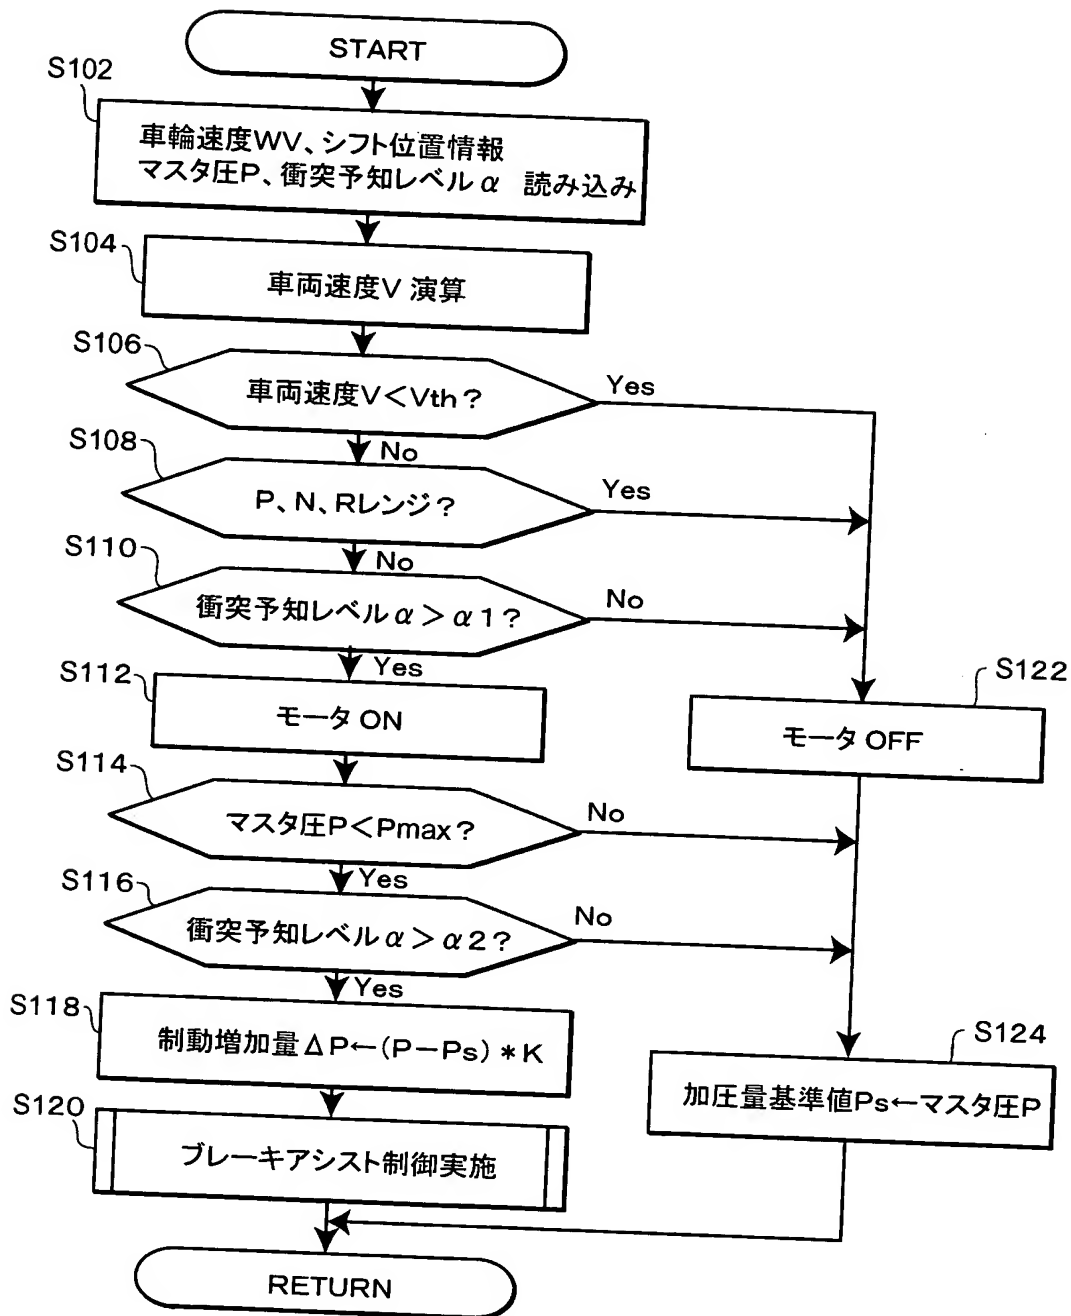 START
S102
車輪速度WV、シフト位置情報
マスタ圧P、衝突予知レベルα 読み込み
S104
車両速度V 演算
S106
車両速度V<Vth?
Yes
No
S108
P、N、Rレンジ?
Yes
No
S110
衝突予知レベルα>α1?
No
Yes
S112
モータ ON
S122
モータ OFF
S114
マスタ圧P<Pmax?
No
Yes
S116
衝突予知レベルα>α2?
No
Yes
S118
制動増加量ΔP←(P-Ps)*K
S124
加圧量基準値Ps←マスタ圧P
S120
ブレーキアシスト制御実施
RETURN